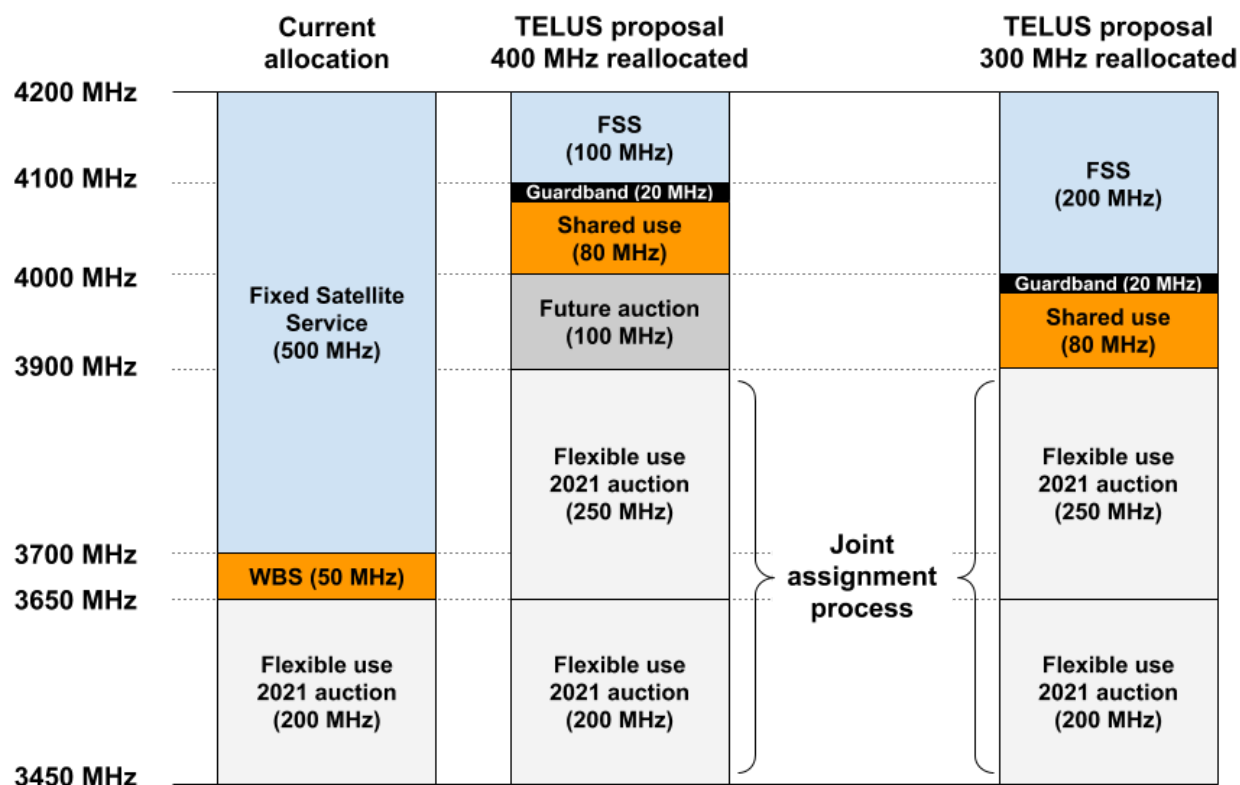 Current
allocation
TELUS proposal
400 MHz reallocated
TELUS proposal
300 MHz reallocated
4200 MHz
4100 MHz
4000 MHz
3900 MHz
3700 MHz
3650 MHz
3450 MHz
Fixed Satellite
Service
(500 MHz)
WBS (50 MHz)
Flexible use
2021 auction
(200 MHz)
FSS
(100 MHz)
Guardband (20 MHz)
Shared use
(80 MHz)
Future auction
(100 MHz)
Flexible use
2021 auction
(250 MHz)
Flexible use
2021 auction
(200 MHz)
Joint
assignment
process
FSS
(200 MHz)
Guardband (20 MHz)
Shared use
(80 MHz)
Flexible use
2021 auction
(250 MHz)
Flexible use
2021 auction
(200 MHz)